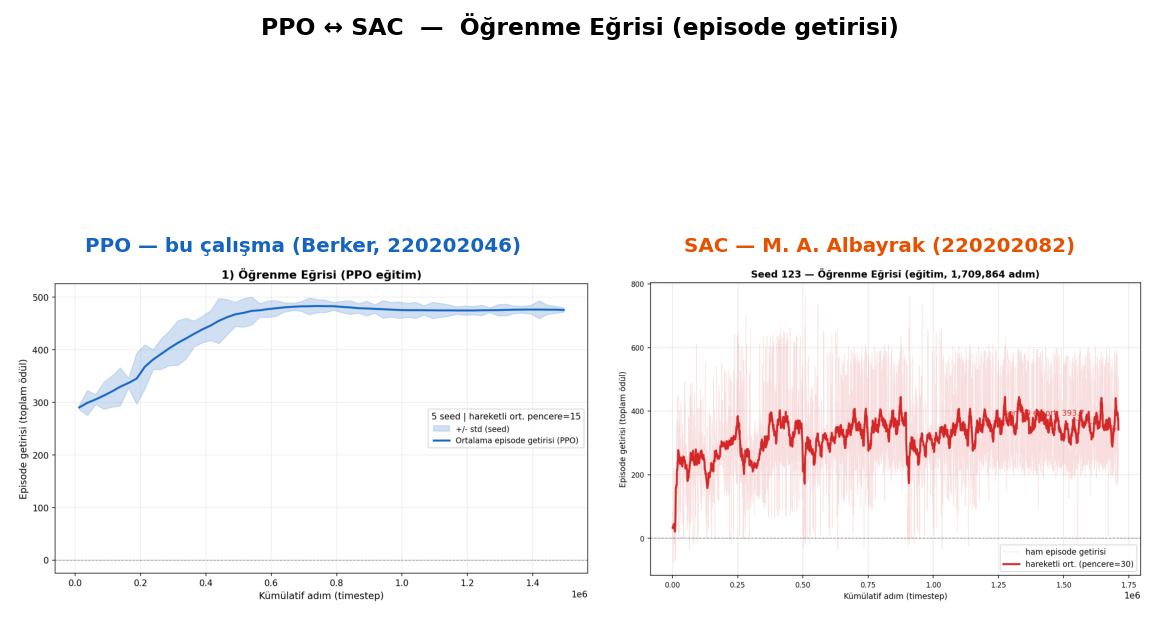 PPO ↔ SAC — Öğrenme Eğrisi (episode getirisi)
PPO — bu çalışma (Berker, 220202046)
1) Öğrenme Eğrisi (PPO eğitim)
Episode getirisi (toplam ödül)
500
400
300
200
100
0
5 seed | hareketli ort. pencere=15
+/- std (seed)
Ortalama episode getirisi (PPO)
0.0 0.2 0.4 0.6 0.8 1.0 1.2 1.4
1e6
Kümülatif adım (timestep)
SAC — M. A. Albayrak (220202082)
Seed 123 — Öğrenme Eğrisi (eğitim, 1,709,864 adım)
Episode getirisi (toplam ödül)
800
600
400
200
0
ort. 393.
ham episode getirisi
hareketli ort. (pencere=30)
0.00 0.25 0.50 0.75 1.00 1.25 1.50 1.75
1e6
Kümülatif adım (timestep)